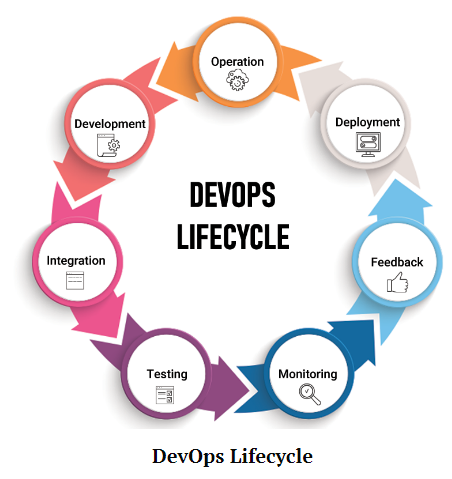 Operation
Development
Deployment
DEVOPS
LIFECYCLE
Integration
Feedback
Testing
Monitoring
DevOps Lifecycle